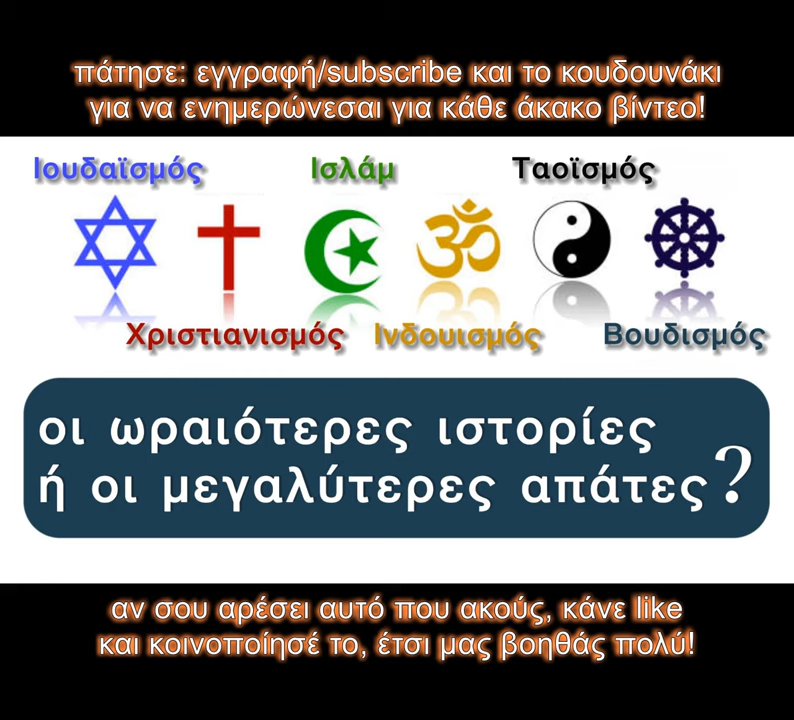 πάτησε: εγγραφή/subscribe και το κουδουνάκι
για να ενημερώνεσαι για κάθε άκακο βίντεο!
Ιουδαϊσμός Ισλάμ Ταοϊσμός
Χριστιανισμός Ινδουισμός Βουδισμός
οι ωραιότερες ιστορίες
ή οι μεγαλύτερες απάτες?
αν σου αρέσει αυτό που ακούς, κάνε like
και κοινοποίησέ το, έτσι μας βοηθάς πολύ!